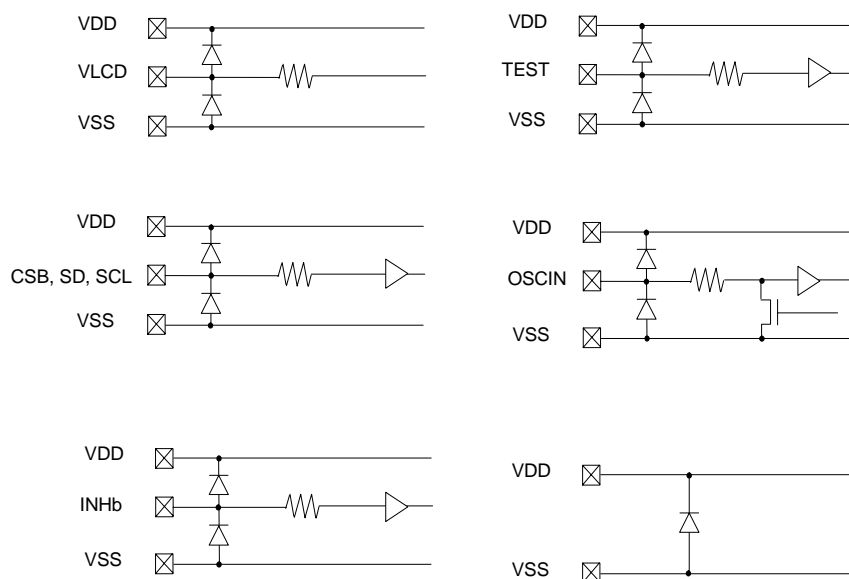 VDD
VLCD
VSS
VDD
TEST
VSS
VDD
CSB, SD, SCL
VSS
VDD
OSCIN
VSS
VDD
INHb
VSS
VDD
VSS